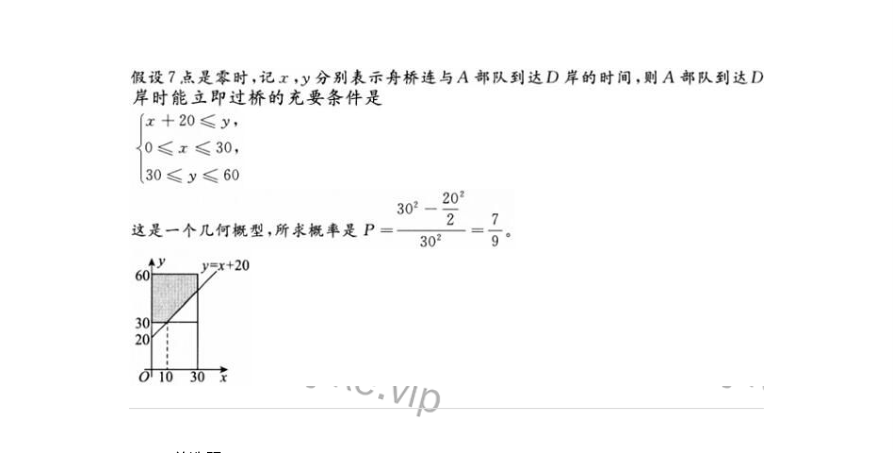 假设7点是零时,记x,y分别表示舟桥连与A部队到达D岸的时间,则A部队到达D
岸时能立即过桥的充要条件是
{x+20⩽y,
0⩽x⩽30,
30⩽y⩽60
这是一个几何概型,所求概率是P=(30²-20²/2)/30²=7/9。
y
y=x+20
60
30
20
O 10 30 x
.vip